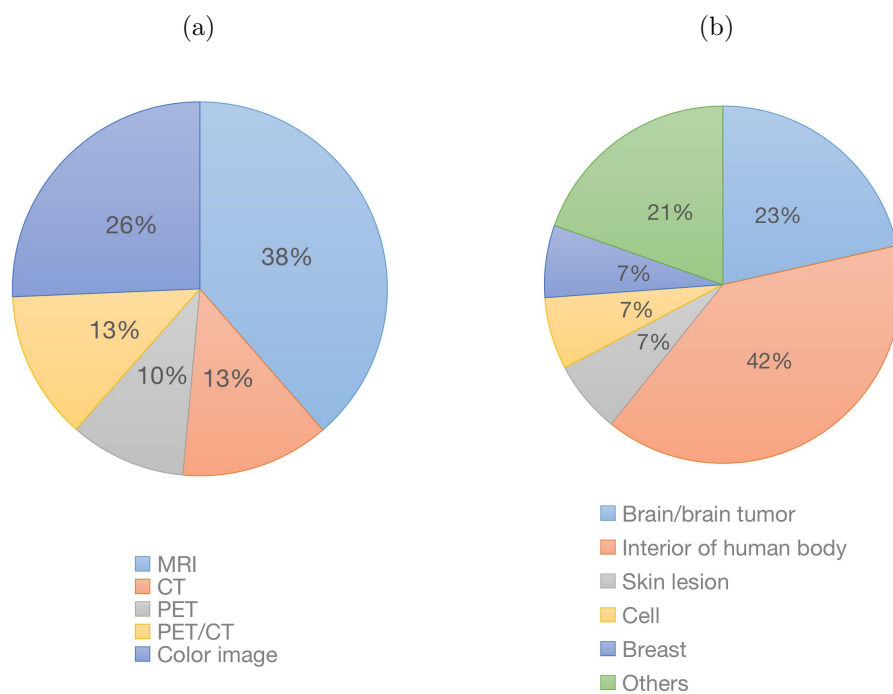 (a)
38%
13%
10%
13%
26%
MRI
CT
PET
PET/CT
Color image
(b)
23%
42%
7%
7%
7%
21%
Brain/brain tumor
Interior of human body
Skin lesion
Cell
Breast
Others